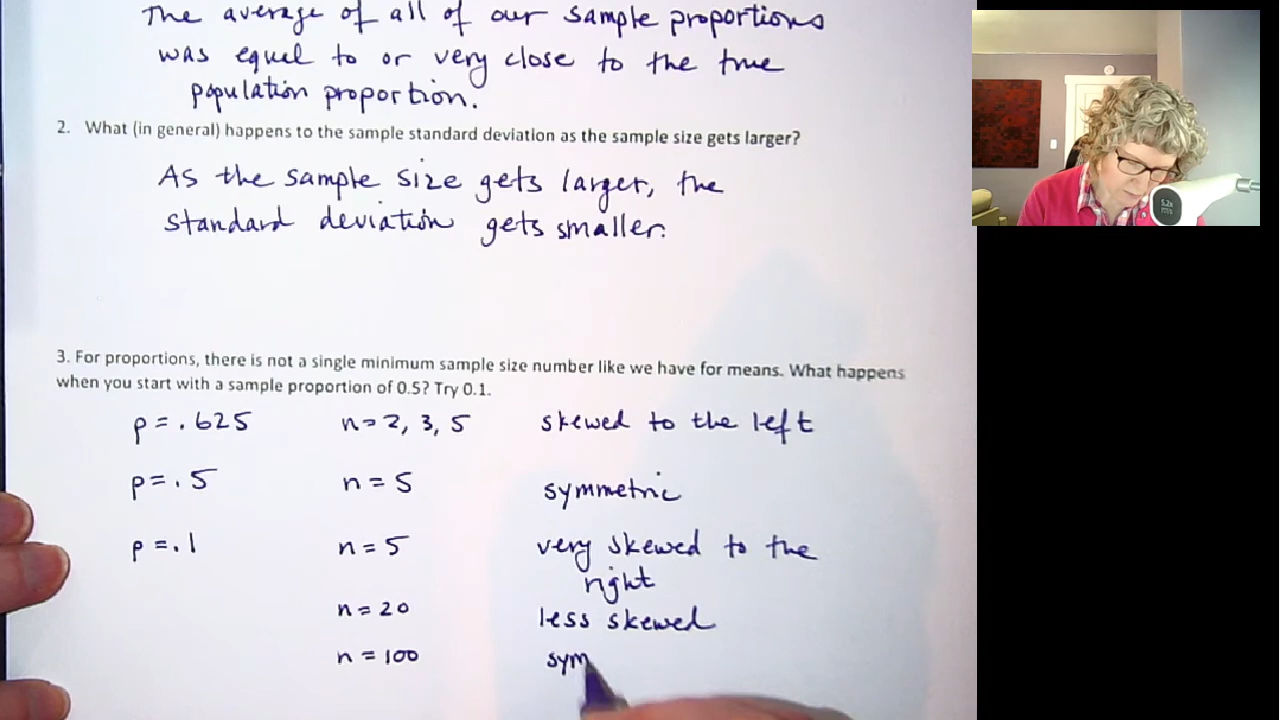 The average of all of our sample proportions
was equal to or very close to the true
population proportion.
2. What (in general) happens to the sample standard deviation as the sample size gets larger?
As the sample size gets larger, the
standard deviation gets smaller.
3. For proportions, there is not a single minimum sample size number like we have for means. What happens
when you start with a sample proportion of 0.5? Try 0.1.
p = .625 n = 2, 3, 5 skewed to the left
p = .5 n = 5 symmetric
p = .1 n = 5 very skewed to the
right
n = 20 less skewed
n = 100 sym